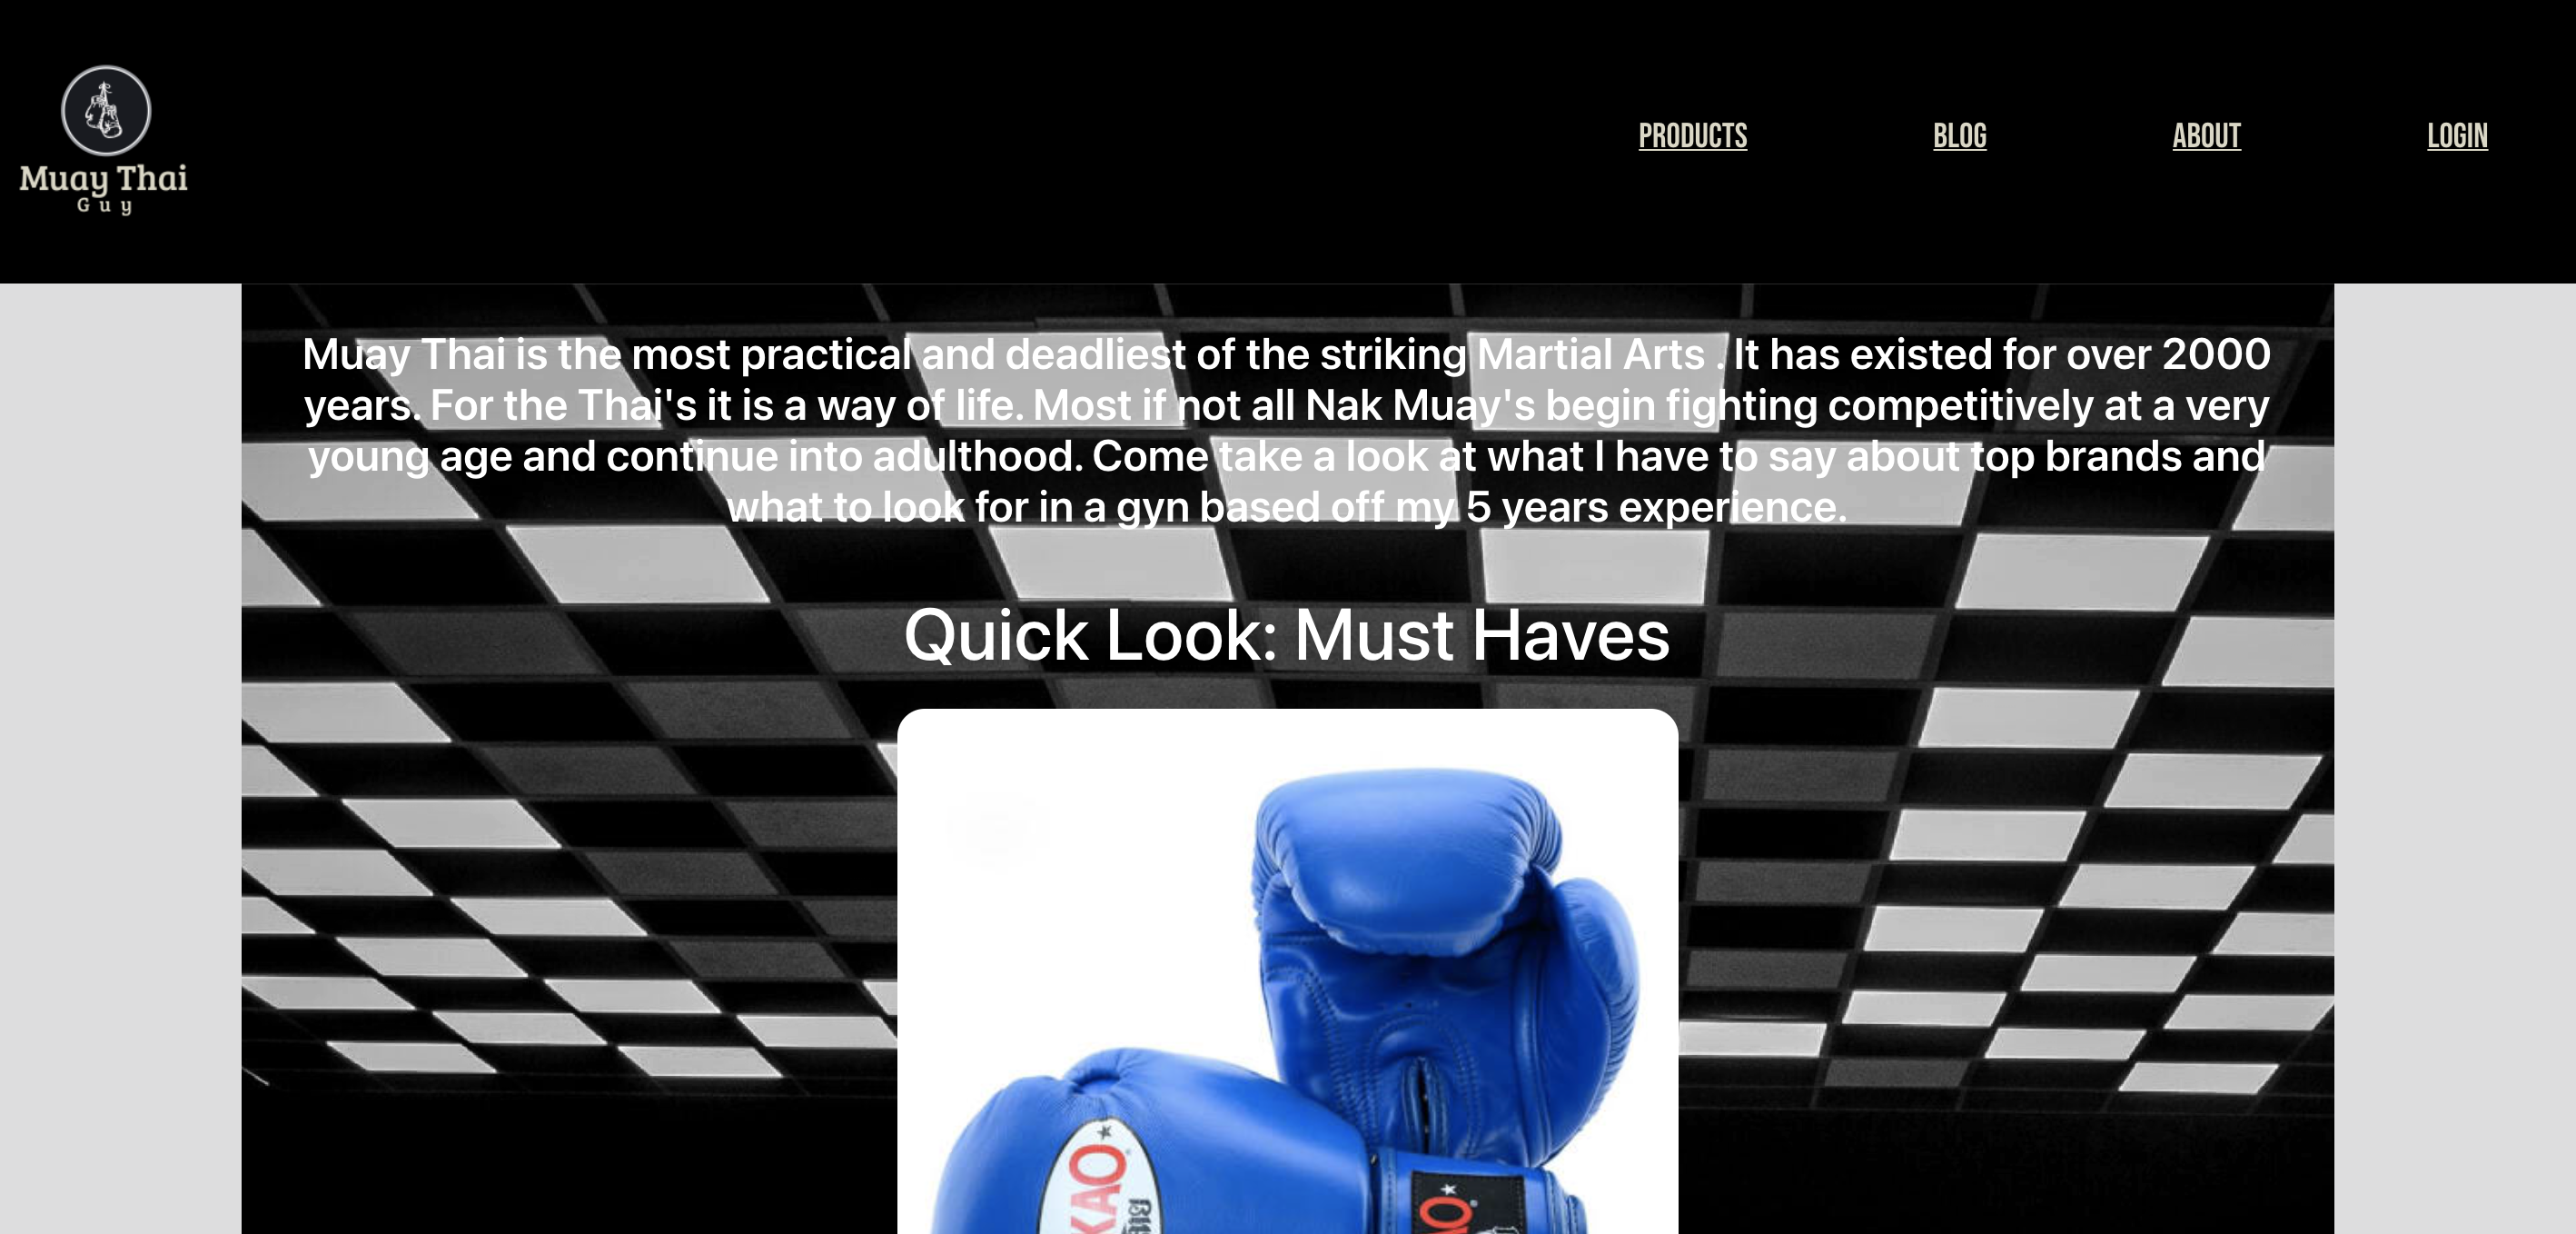 Muay Thai
Guy
PRODUCTS BLOG ABOUT LOGIN
Muay Thai is the most practical and deadliest of the striking Martial Arts . It has existed for over 2000
years. For the Thai's it is a way of life. Most if not all Nak Muay's begin fighting competitively at a very
young age and continue into adulthood. Come take a look at what I have to say about top brands and
what to look for in a gyn based off my 5 years experience.
Quick Look: Must Haves